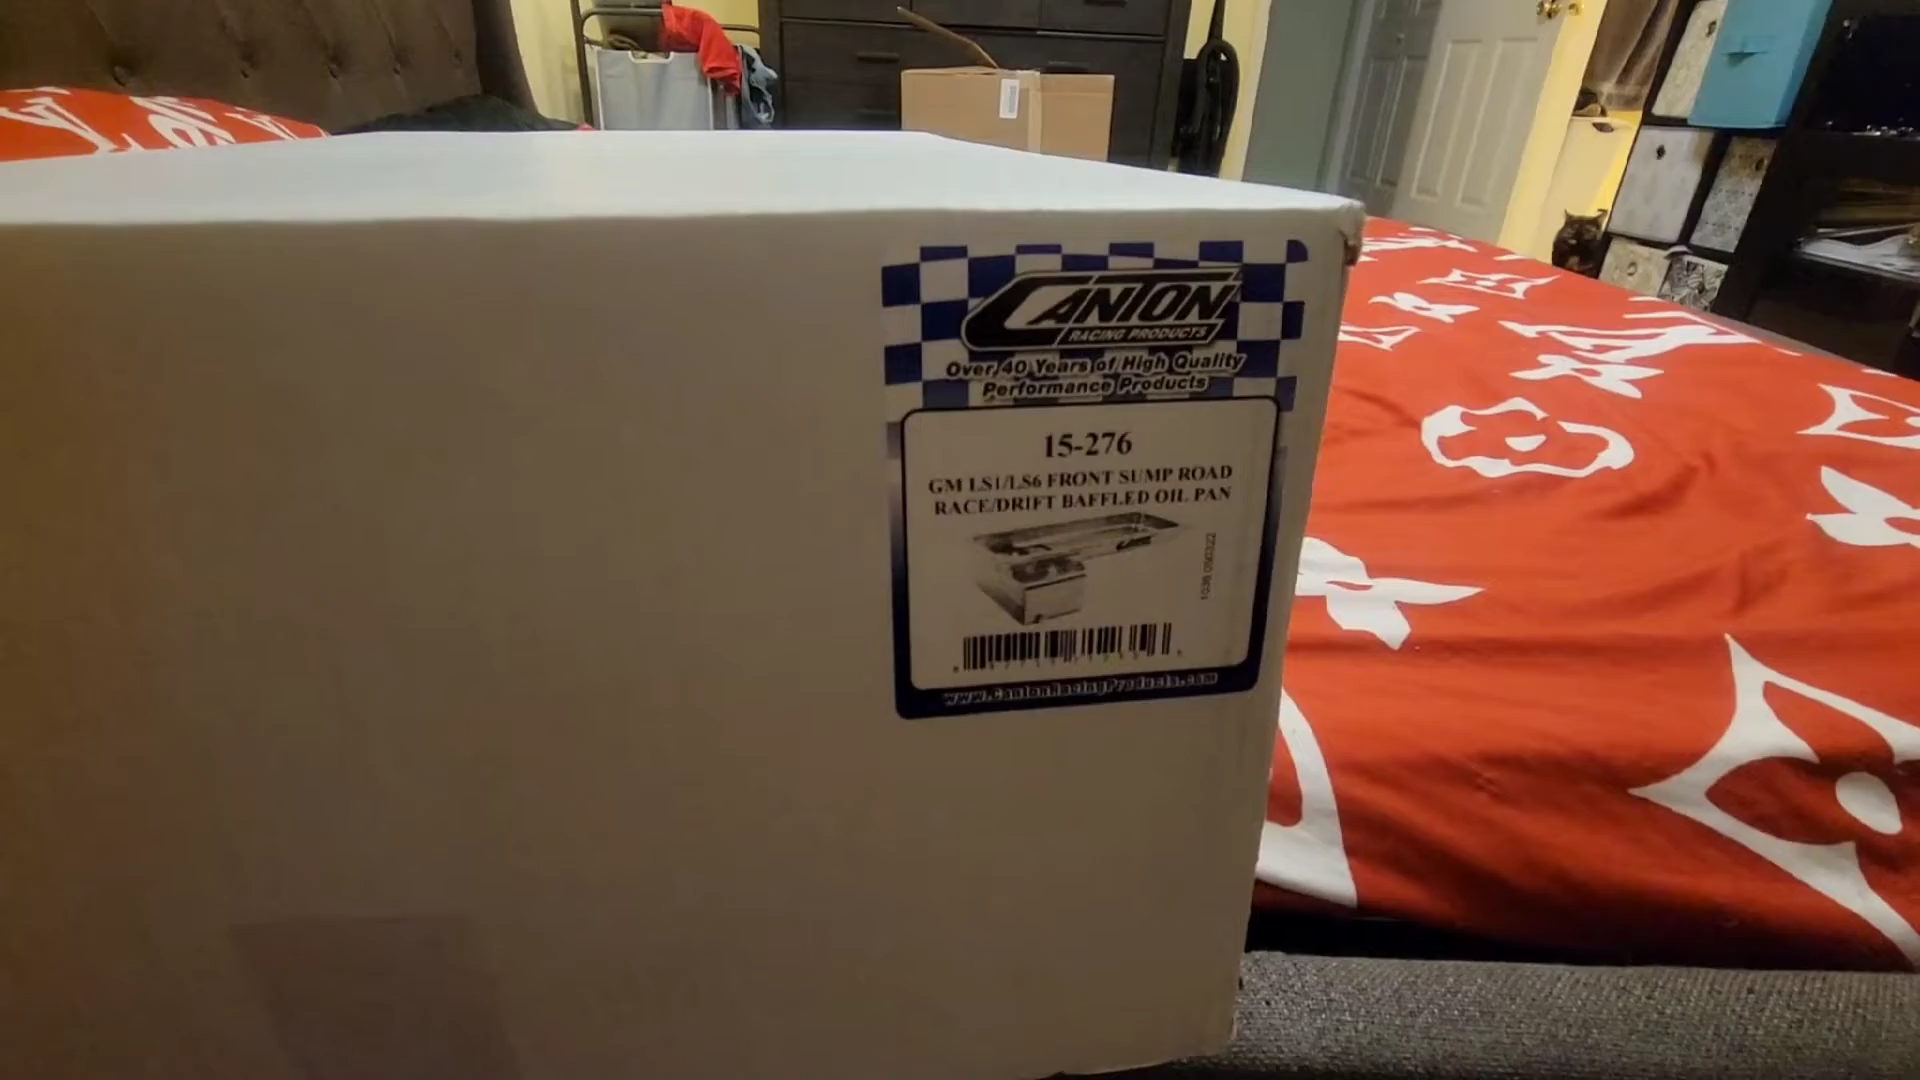 CANTON
RACING PRODUCTS
Over 40 Years of High Quality
Performance Products
15-276
GM LS1/LS6 FRONT SUMP ROAD
RACE/DRIFT BAFFLED OIL PAN
www.CantonRacingProducts.com